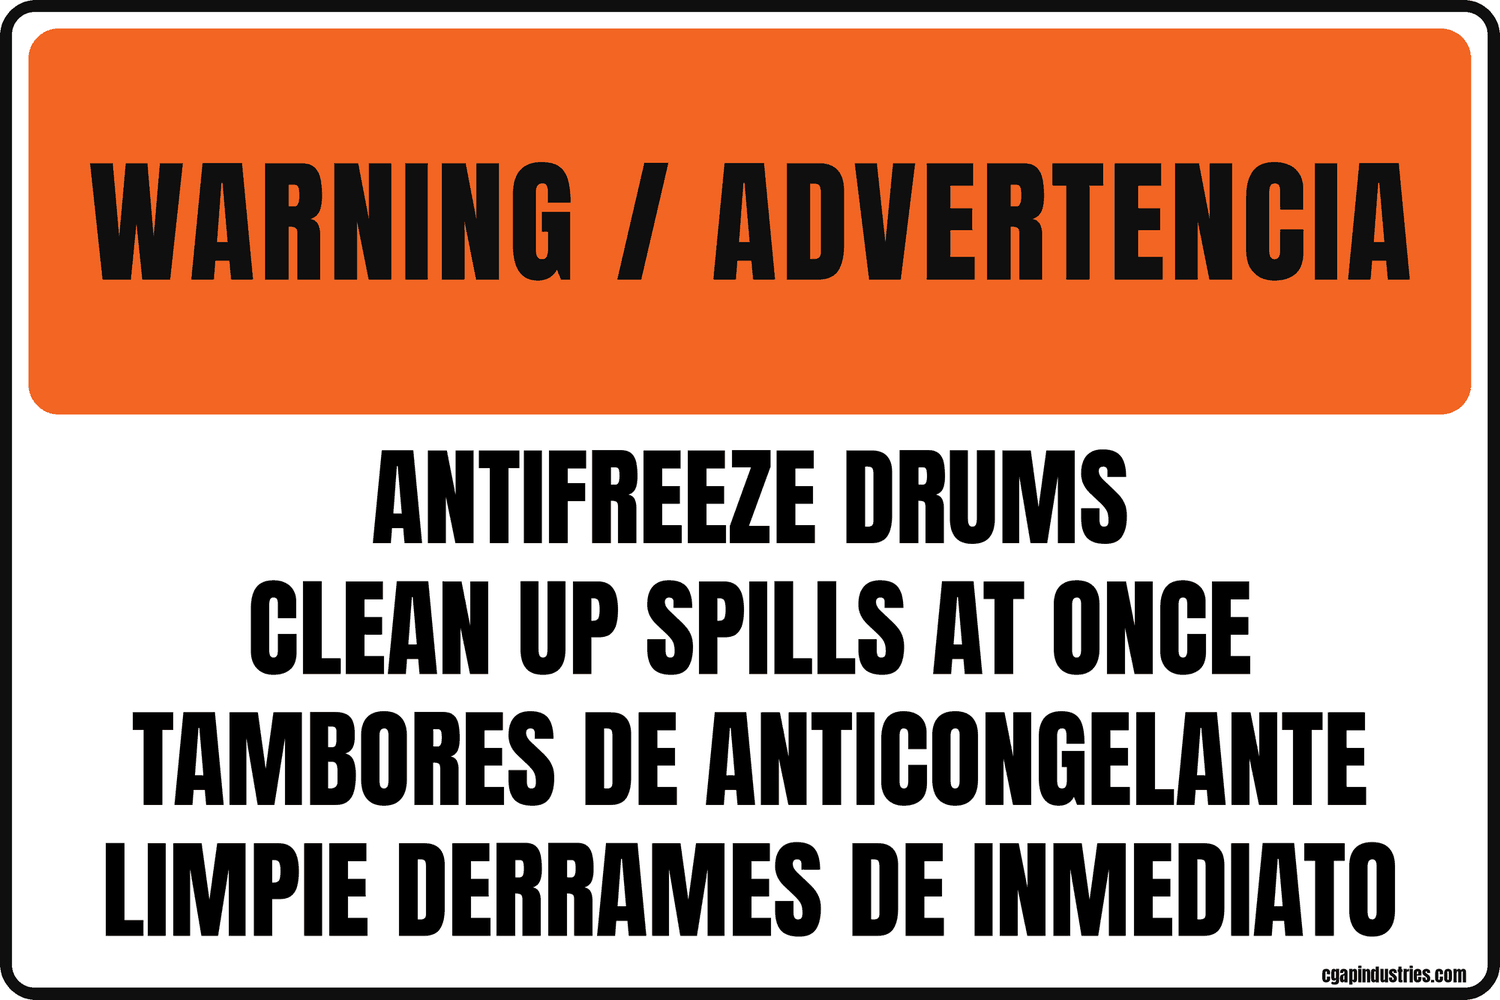 WARNING / ADVERTENCIA
ANTIFREEZE DRUMS
CLEAN UP SPILLS AT ONCE
TAMBORES DE ANTICONGELANTE
LIMPIE DERRAMES DE INMEDIATO
cgapindustries.com